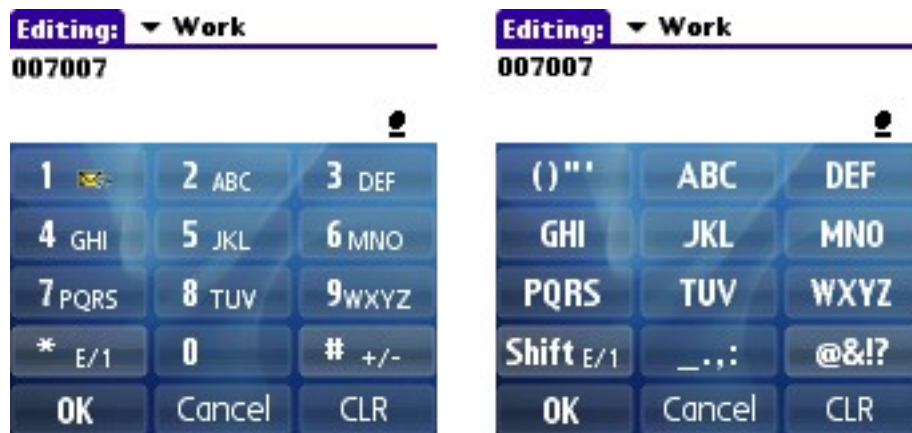 Editing: Work
007007
1 2 ABC 3 DEF
4 GHI 5 JKL 6 MNO
7 PQRS 8 TUV 9 WXYZ
* E/1 0 # +/-
OK Cancel CLR
Editing: Work
007007
()"' ABC DEF
GHI JKL MNO
PQRS TUV WXYZ
Shift E/1 _.,: @&!?
OK Cancel CLR